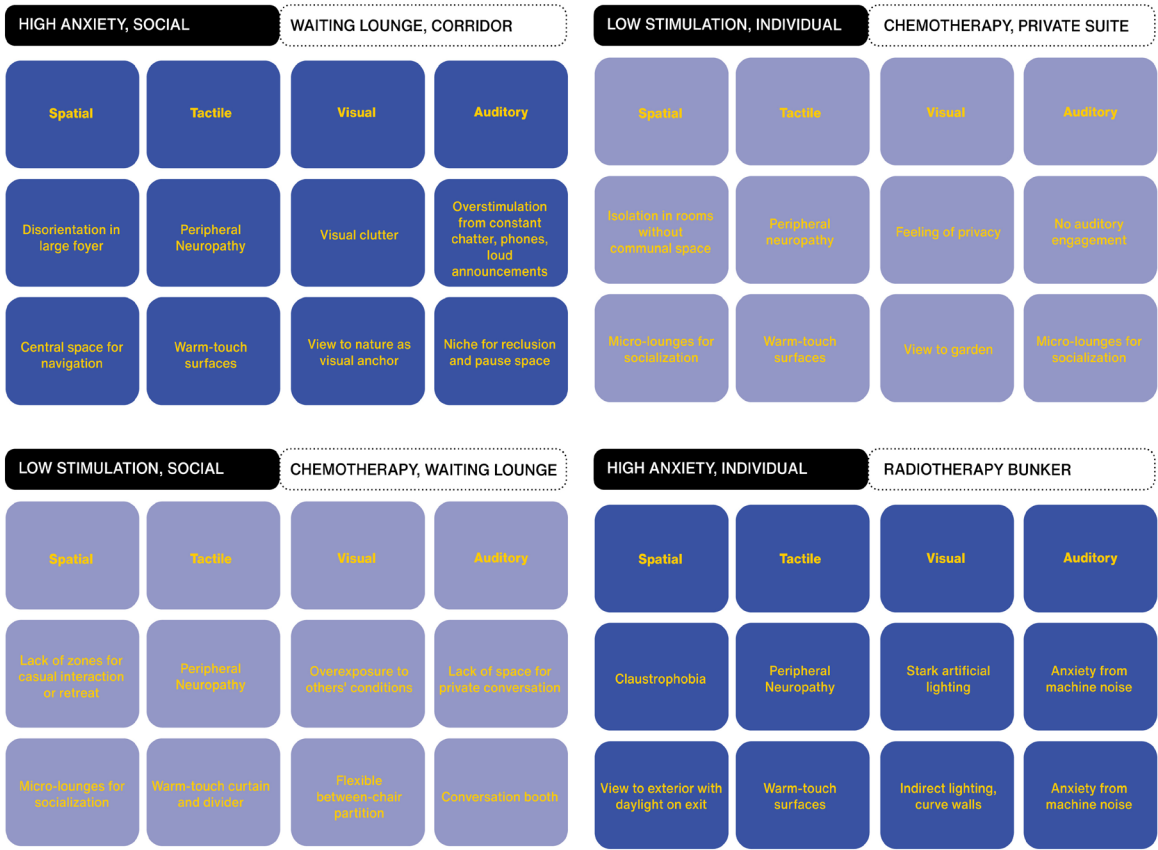 HIGH ANXIETY, SOCIAL
WAITING LOUNGE, CORRIDOR
Spatial
Tactile
Visual
Auditory
Disorientation in
large foyer
Peripheral
Neuropathy
Visual clutter
Overstimulation
from constant
chatter, phones,
loud
announcements
Central space for
navigation
Warm-touch
surfaces
View to nature as
visual anchor
Niche for reclusion
and pause space
LOW STIMULATION, INDIVIDUAL
CHEMOTHERAPY, PRIVATE SUITE
Spatial
Tactile
Visual
Auditory
Isolation in rooms
without
communal space
Peripheral
neuropathy
Feeling of privacy
No auditory
engagement
Micro-lounges for
socialization
Warm-touch
surfaces
View to garden
Micro-lounges for
socialization
LOW STIMULATION, SOCIAL
CHEMOTHERAPY, WAITING LOUNGE
Spatial
Tactile
Visual
Auditory
Lack of zones for
casual interaction
or retreat
Peripheral
Neuropathy
Overexposure to
others' conditions
Lack of space for
private conversation
Micro-lounges for
socialization
Warm-touch curtain
and divider
Flexible
between-chair
partition
Conversation booth
HIGH ANXIETY, INDIVIDUAL
RADIOTHERAPY BUNKER
Spatial
Tactile
Visual
Auditory
Claustrophobia
Peripheral
Neuropathy
Stark artificial
lighting
Anxiety from
machine noise
View to exterior with
daylight on exit
Warm-touch
surfaces
Indirect lighting,
curve walls
Anxiety from
machine noise